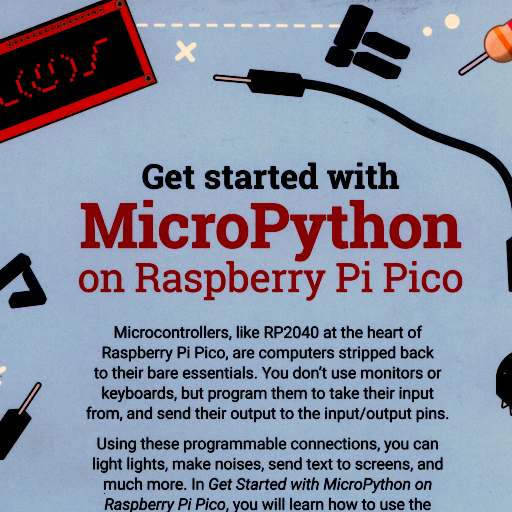 Get started with
MicroPython
on Raspberry Pi Pico
Microcontrollers, like RP2040 at the heart of
Raspberry Pi Pico, are computers stripped back
to their bare essentials. You don't use monitors or
keyboards, but program them to take their input
from, and send their output to the input/output pins.
Using these programmable connections, you can
light lights, make noises, send text to screens, and
much more. In Get Started with MicroPython on
Raspberry Pi Pico, you will learn how to use the